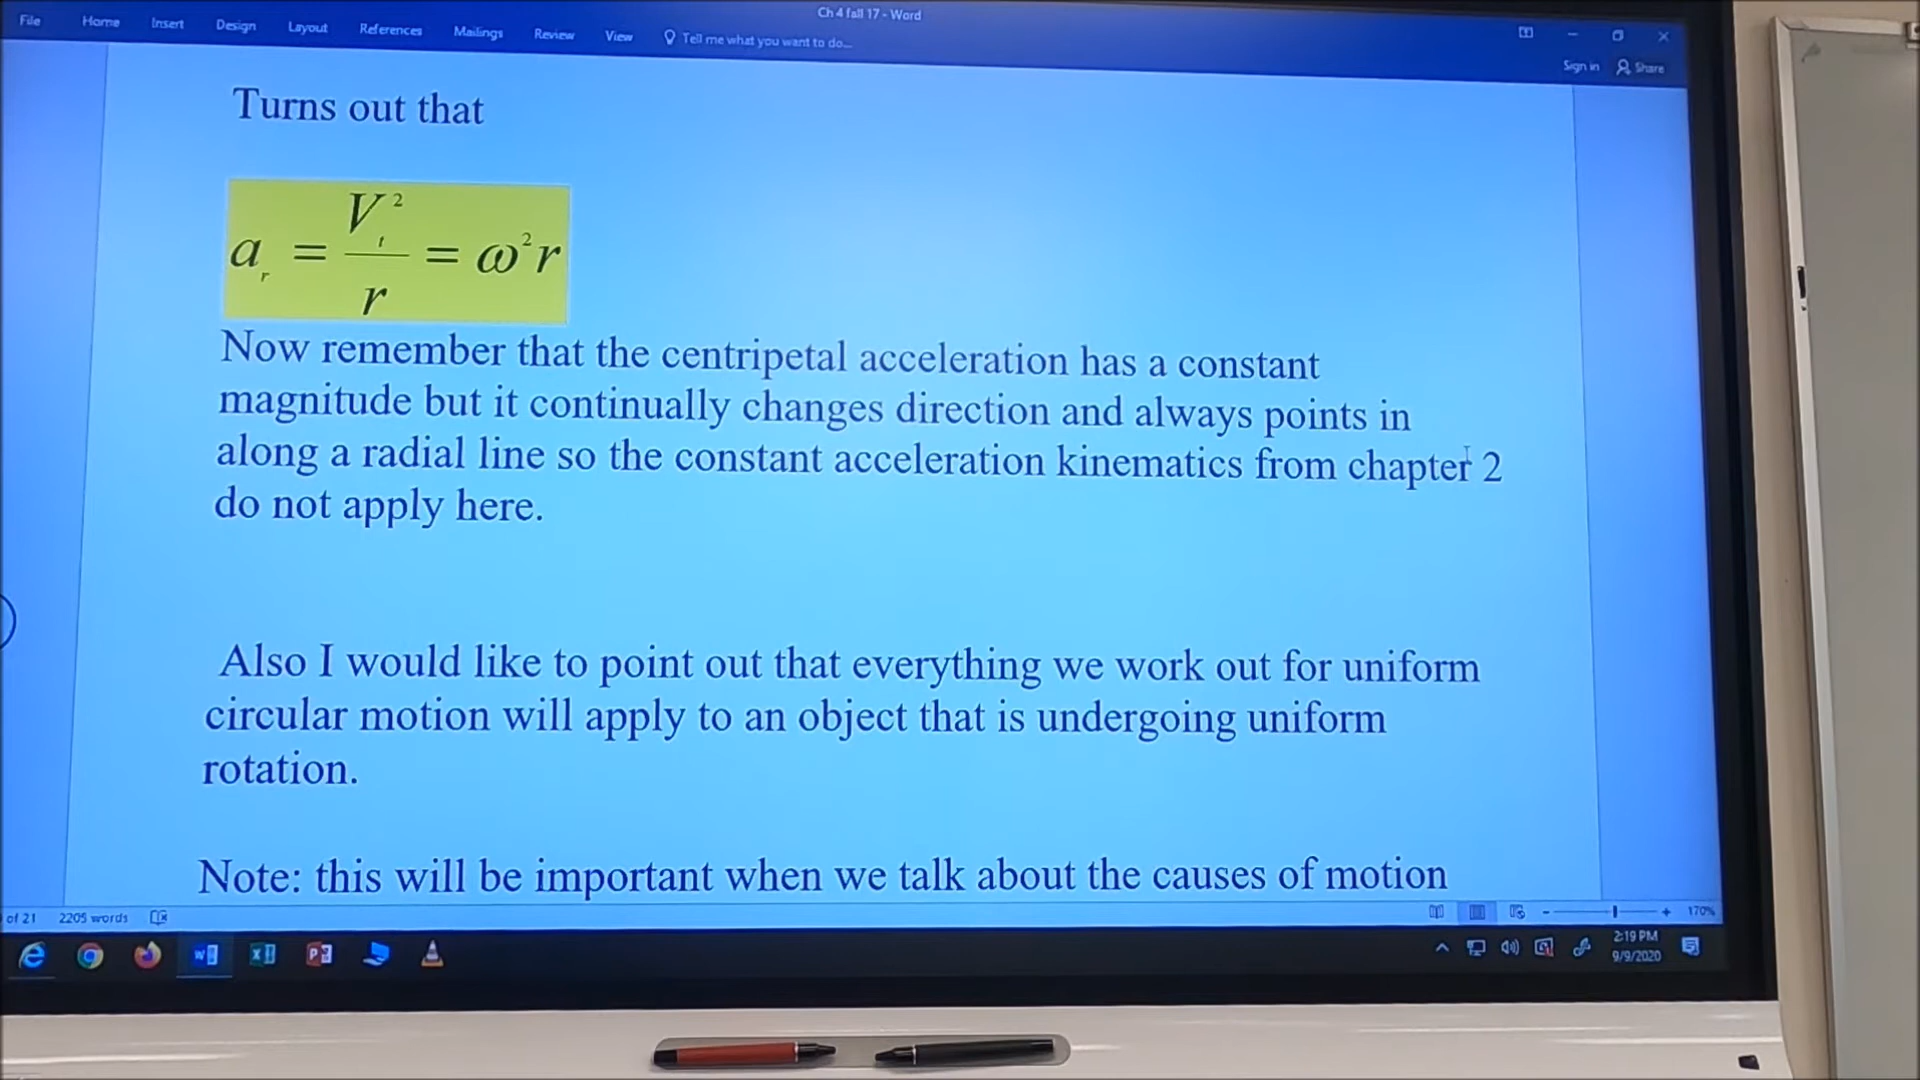 Ch 4 fall 17 - Word
File Home Insert Design Layout References Mailings Review View Tell me what you want to do...
Sign in Share
Turns out that
a_r = V_t^2 / r = ω^2 r
Now remember that the centripetal acceleration has a constant
magnitude but it continually changes direction and always points in
along a radial line so the constant acceleration kinematics from chapter 2
do not apply here.
Also I would like to point out that everything we work out for uniform
circular motion will apply to an object that is undergoing uniform
rotation.
Note: this will be important when we talk about the causes of motion
of 21 2205 words 170%
2:19 PM
9/9/2020